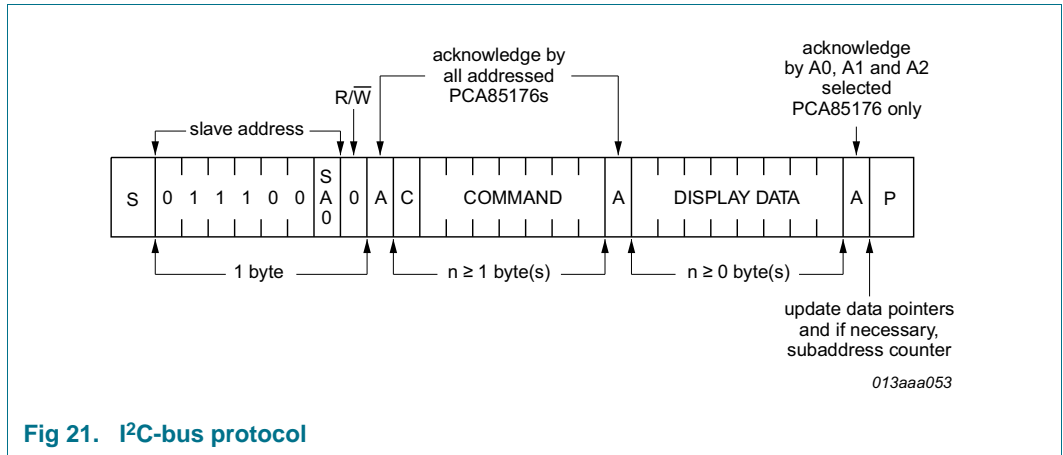 acknowledge by
all addressed
PCA85176s
acknowledge
by A0, A1 and A2
selected
PCA85176 only
R/W̅
slave address
S 0 1 1 1 0 0 SA0 0 A C COMMAND A DISPLAY DATA A P
1 byte
n ≥ 1 byte(s)
n ≥ 0 byte(s)
update data pointers
and if necessary,
subaddress counter
013aaa053
Fig 21. I²C-bus protocol